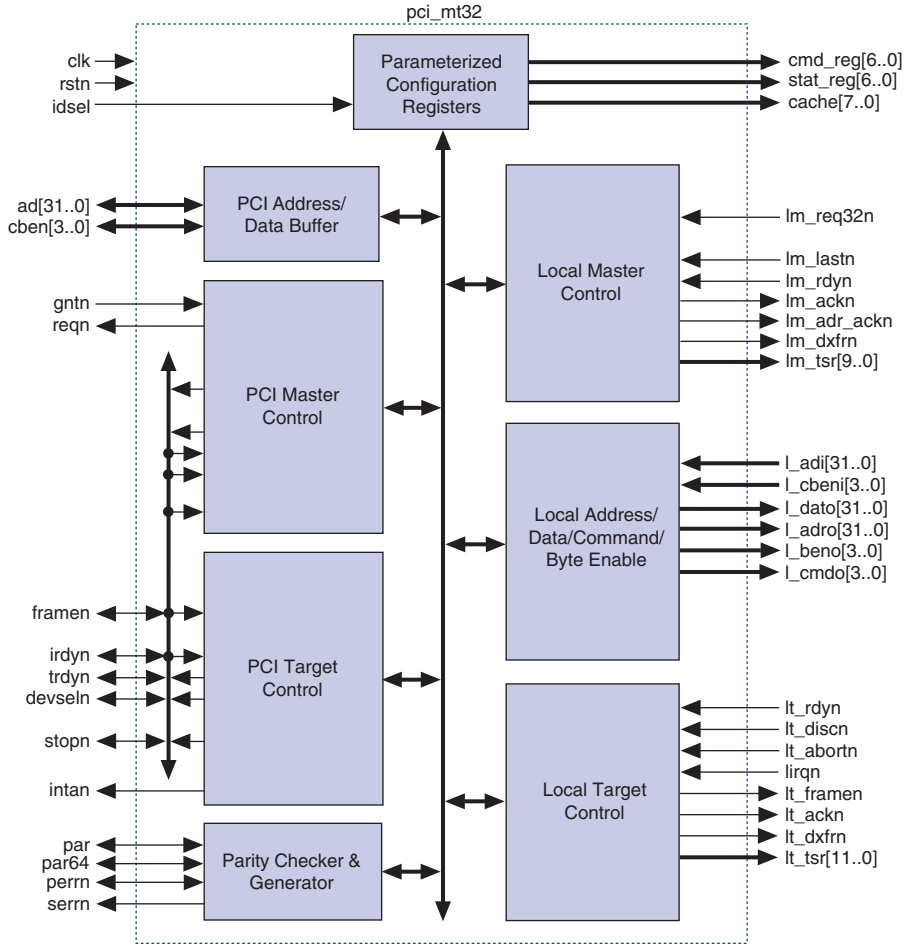 pci_mt32
clk
rstn
idsel
Parameterized
Configuration
Registers
cmd_reg[6..0]
stat_reg[6..0]
cache[7..0]
ad[31..0]
cben[3..0]
PCI Address/
Data Buffer
gntn
reqn
PCI Master
Control
framen
irdyn
trdyn
devseln
stopn
intan
PCI Target
Control
par
par64
perrn
serrn
Parity Checker &
Generator
Local Master
Control
lm_req32n
lm_lastn
lm_rdyn
lm_ackn
lm_adr_ackn
lm_dxfrn
lm_tsr[9..0]
Local Address/
Data/Command/
Byte Enable
l_adi[31..0]
l_cbeni[3..0]
l_dato[31..0]
l_adro[31..0]
l_beno[3..0]
l_cmdo[3..0]
Local Target
Control
lt_rdyn
lt_discn
lt_abortn
lirqn
lt_framen
lt_ackn
lt_dxfrn
lt_tsr[11..0]